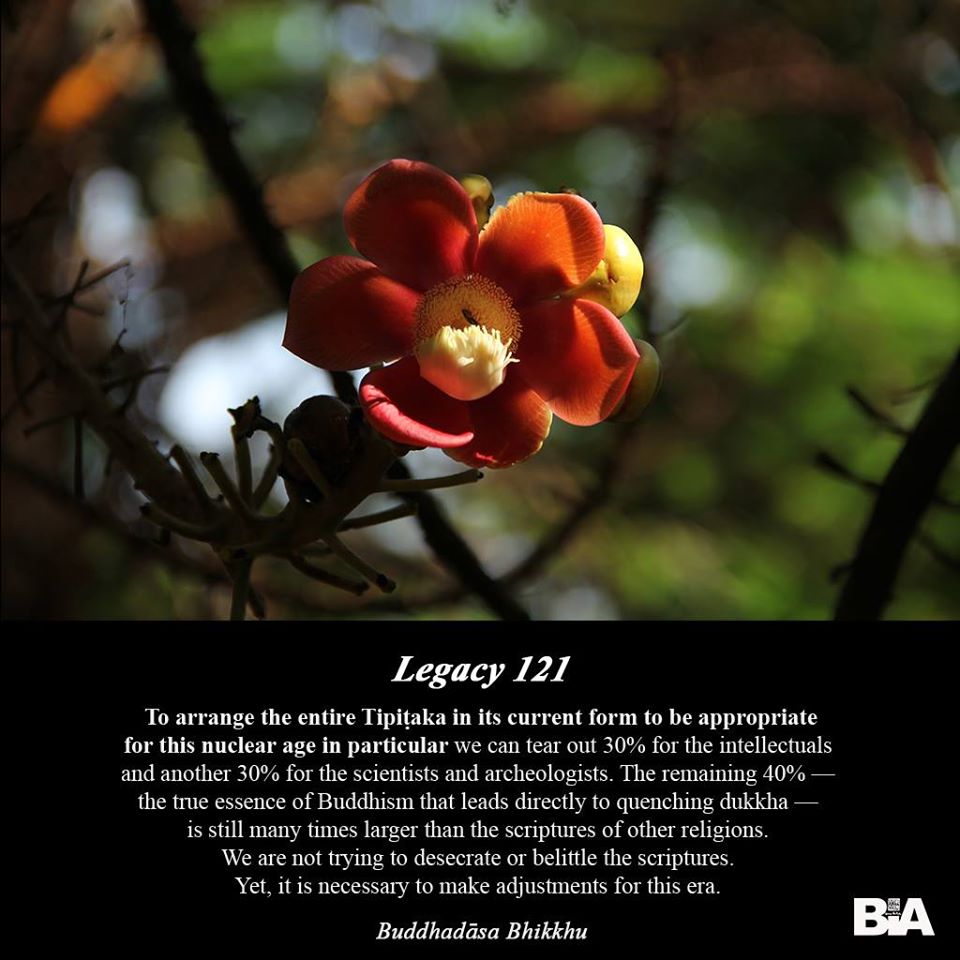 Legacy 121
To arrange the entire Tipiṭaka in its current form to be appropriate
for this nuclear age in particular we can tear out 30% for the intellectuals
and another 30% for the scientists and archeologists. The remaining 40% —
the true essence of Buddhism that leads directly to quenching dukkha —
is still many times larger than the scriptures of other religions.
We are not trying to desecrate or belittle the scriptures.
Yet, it is necessary to make adjustments for this era.
Buddhadāsa Bhikkhu
BiA